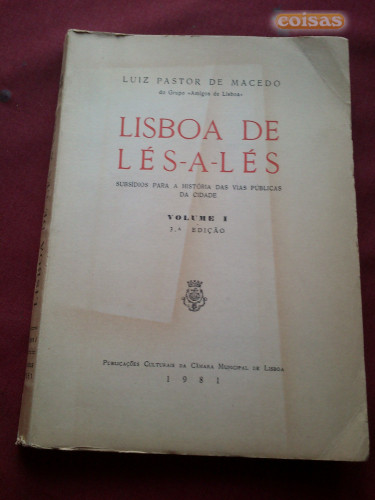 coisas
LUIZ PASTOR DE MACEDO
do Grupo «Amigos de Lisboa»
LISBOA DE
LÉS-A-LÉS
SUBSÍDIOS PARA A HISTÓRIA DAS VIAS PÚBLICAS
DA CIDADE
VOLUME I
3.ª EDIÇÃO
PUBLICAÇÕES CULTURAIS DA CÂMARA MUNICIPAL DE LISBOA
1981